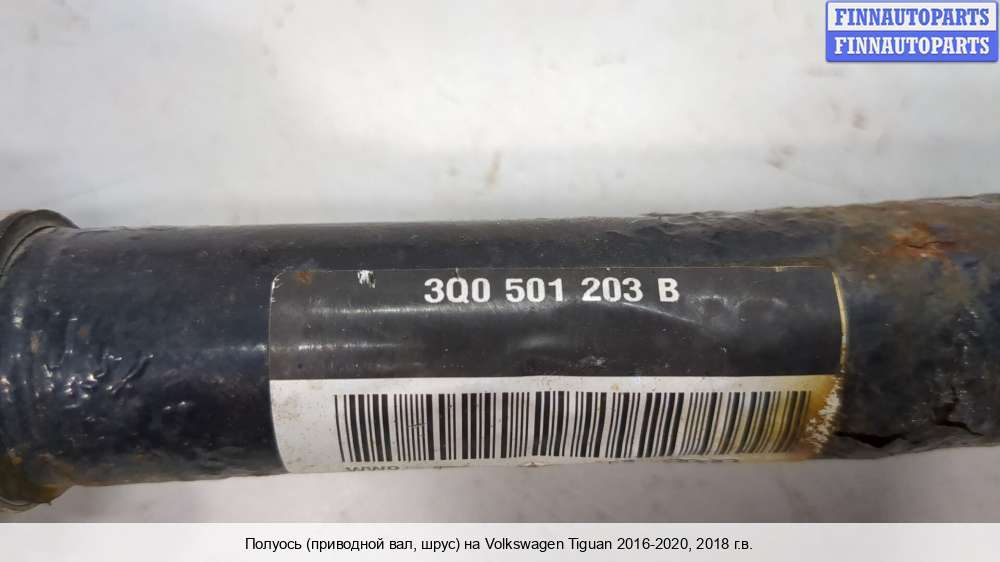 FINNAUTOPARTS
FINNAUTOPARTS
3Q0 501 203 B
Полуось (приводной вал, шрус) на Volkswagen Tiguan 2016-2020, 2018 г.в.